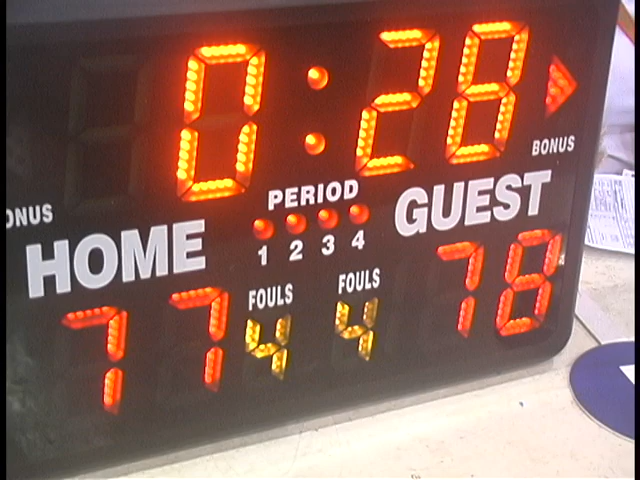 0:28
BONUS
ONUS
PERIOD
HOME
GUEST
1 2 3 4
FOULS
FOULS
77
4
4
78